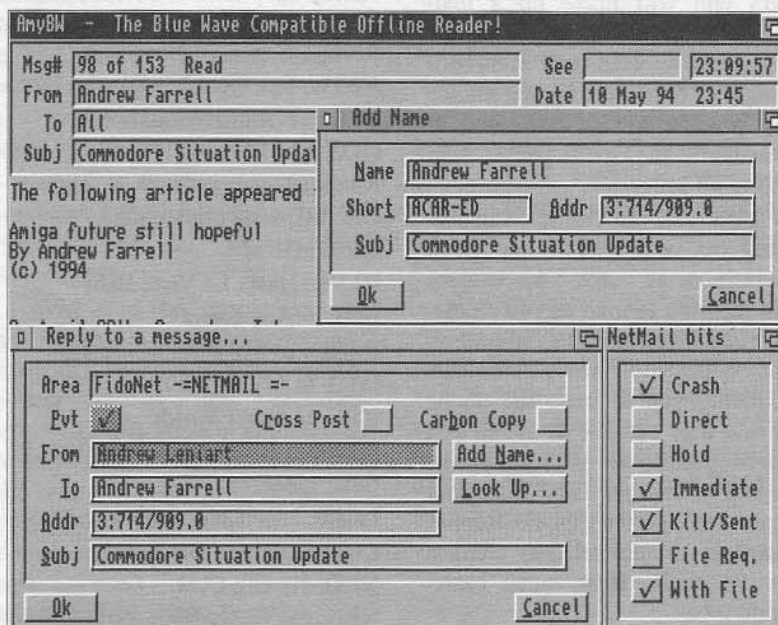 AmyBW - The Blue Wave Compatible Offline Reader!
Msg# 98 of 153 Read See 23:09:57
From Andrew Farrell Date 10 May 94 23:45
To All
Subj Commodore Situation Updat
The following article appeared
Amiga future still hopeful
By Andrew Farrell
(c) 1994
Add Name
Name Andrew Farrell
Short ACAR-ED Addr 3:714/909.0
Subj Commodore Situation Update
Ok Cancel
Reply to a message...
Area FidoNet -=NETMAIL =-
Pvt Cross Post Carbon Copy
From Andrew Leniart Add Name...
To Andrew Farrell Look Up...
Addr 3:714/909.0
Subj Commodore Situation Update
Ok Cancel
NetMail bits
Crash
Direct
Hold
Immediate
Kill/Sent
File Req.
With File